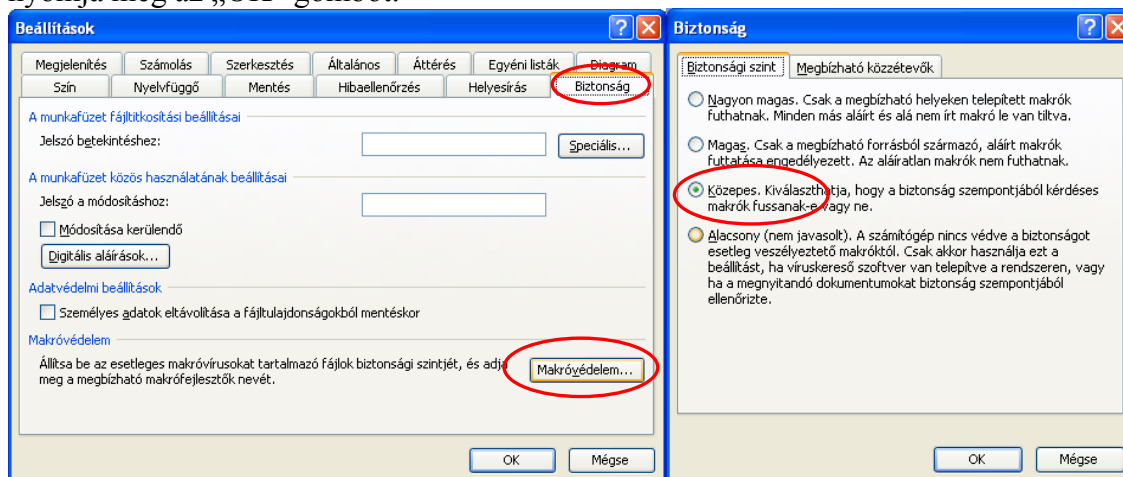 nyomja meg az „OK" gombot.
Beállítások
Megjelenítés Számolás Szerkesztés Általános Áttérés Egyéni listák Diagram
Szín Nyelvfüggő Mentés Hibaellenőrzés Helyesírás Biztonság
A munkafüzet fájltitkosítási beállításai
Jelszó betekintéshez:
Speciális...
A munkafüzet közös használatának beállításai
Jelszó a módosításhoz:
Módosítása kerülendő
Digitális aláírások...
Adatvédelmi beállítások
Személyes adatok eltávolítása a fájltulajdonságokból mentéskor
Makróvédelem
Állítsa be az esetleges makróvírusokat tartalmazó fájlok biztonsági szintjét, és adja
meg a megbízható makrófejlesztők nevét.
Makróvédelem...
OK Mégse
Biztonság
Biztonsági szint Megbízható közzétevők
Nagyon magas. Csak a megbízható helyeken telepített makrók
futhatnak. Minden más aláírt és alá nem írt makró le van tiltva.
Magas. Csak a megbízható forrásból származó, aláírt makrók
futtatása engedélyezett. Az aláíratlan makrók nem futhatnak.
Közepes. Kiválaszthatja, hogy a biztonság szempontjából kérdéses
makrók fussanak-e vagy ne.
Alacsony (nem javasolt). A számítógép nincs védve a biztonságot
esetleg veszélyeztető makróktól. Csak akkor használja ezt a
beállítást, ha víruskereső szoftver van telepítve a rendszeren, vagy
ha a megnyitandó dokumentumokat biztonság szempontjából
ellenőrizte.
OK Mégse